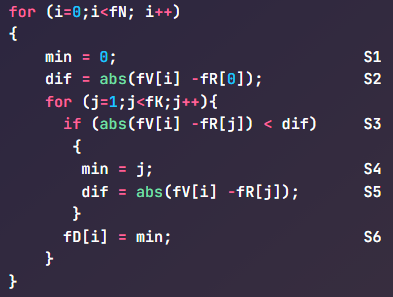 for (i=0;i<fN; i++)
{
min = 0; S1
dif = abs(fV[i] -fR[0]); S2
for (j=1;j<fK;j++){
if (abs(fV[i] -fR[j]) < dif) S3
{
min = j; S4
dif = abs(fV[i] -fR[j]); S5
}
fD[i] = min; S6
}
}